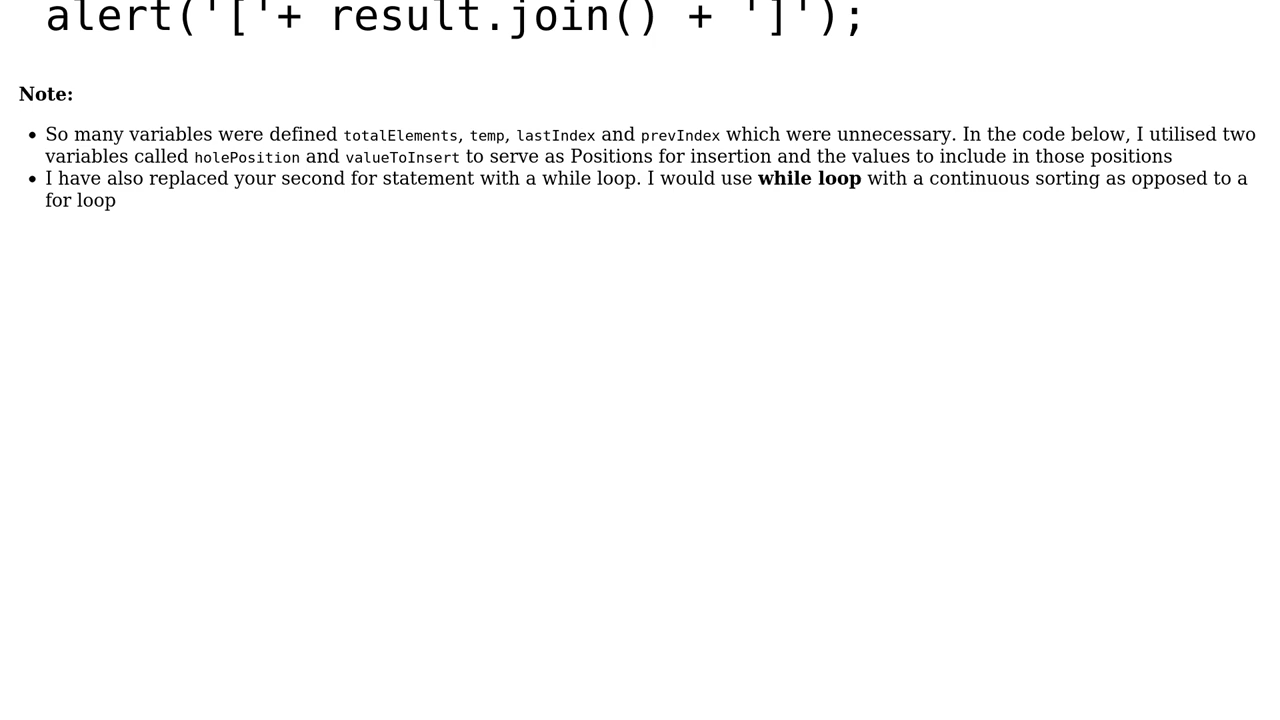 alert('['+ result.join() + ']');
Note:
So many variables were defined totalElements, temp, lastIndex and prevIndex which were unnecessary. In the code below, I utilised two
variables called holePosition and valueToInsert to serve as Positions for insertion and the values to include in those positions
I have also replaced your second for statement with a while loop. I would use while loop with a continuous sorting as opposed to a
for loop